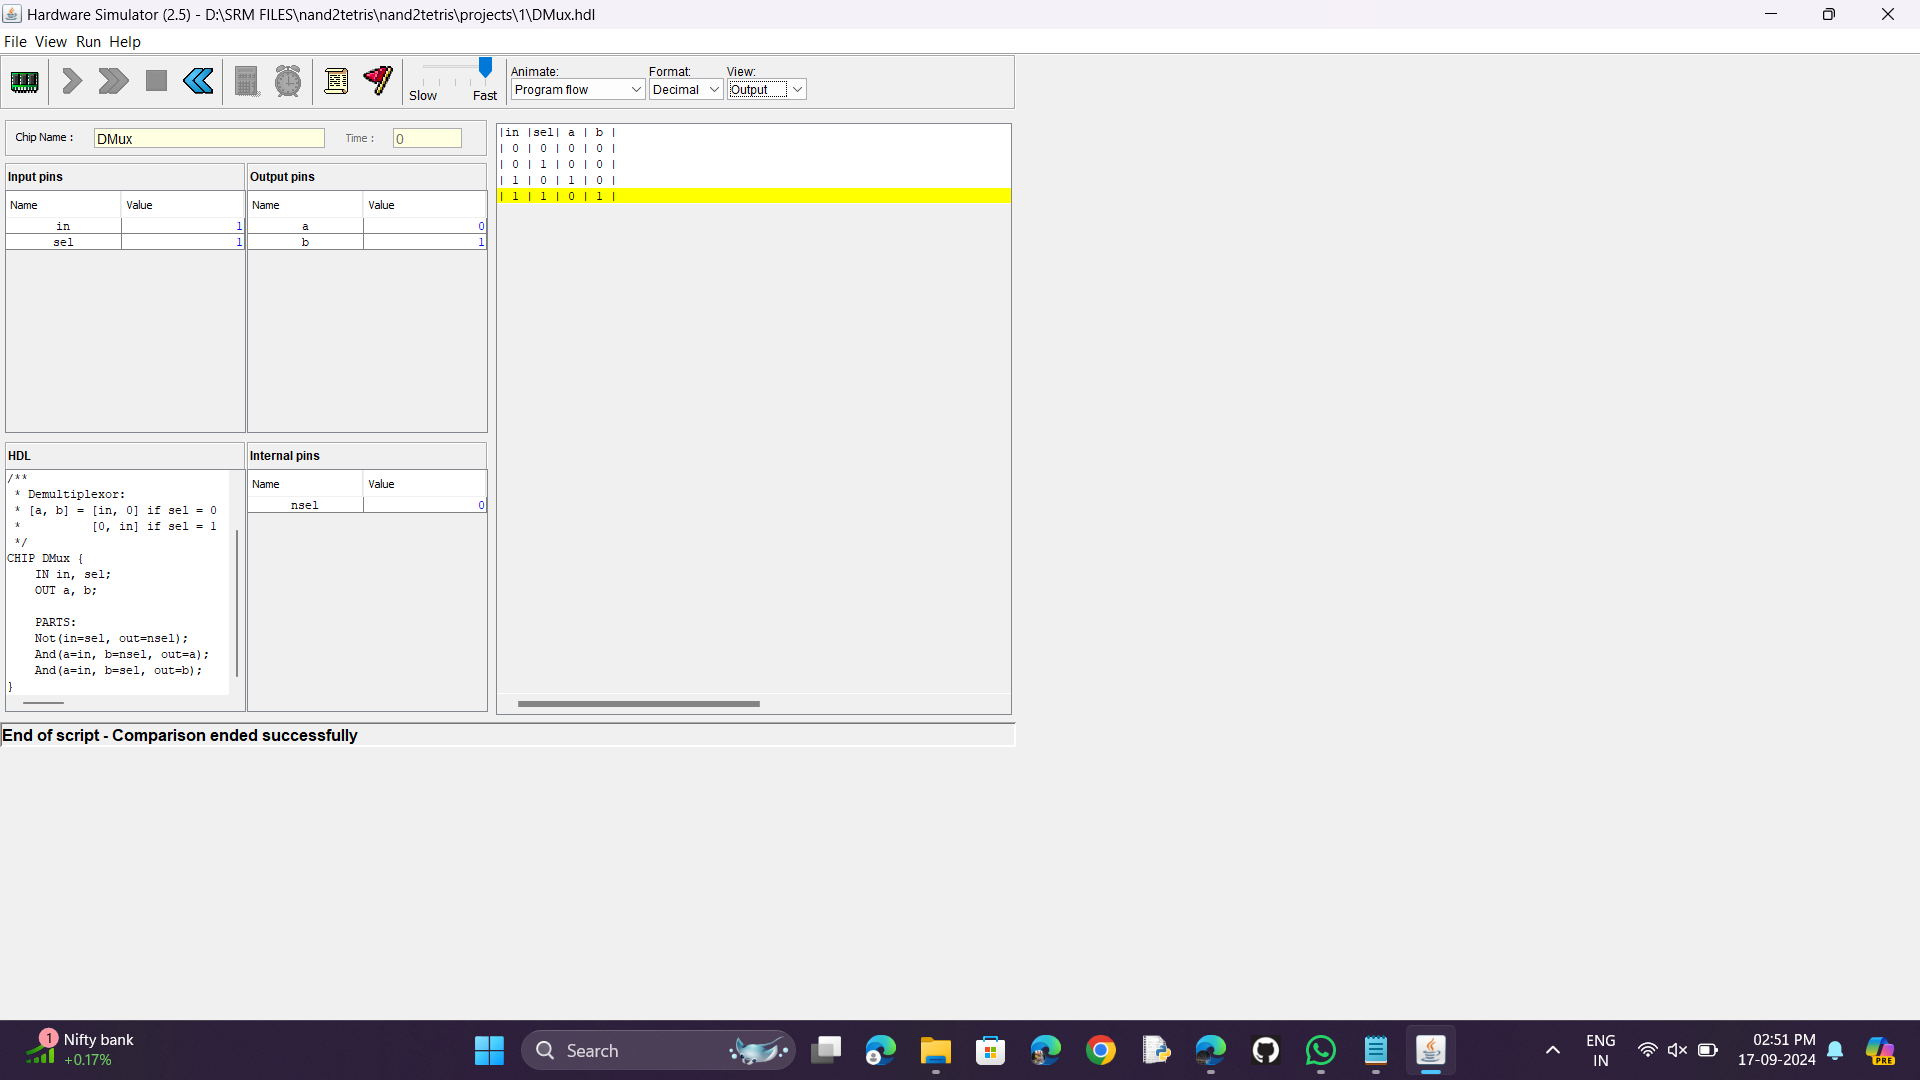 Hardware Simulator (2.5) - D:\SRM FILES\nand2tetris\nand2tetris\projects\1\DMux.hdl
File View Run Help
Slow Fast
Animate: Format: View:
Program flow Decimal Output
Chip Name : DMux Time : 0
Input pins
Name Value
in 1
sel 1
Output pins
Name Value
a 0
b 1
|in |sel| a | b |
| 0 | 0 | 0 | 0 |
| 0 | 1 | 0 | 0 |
| 1 | 0 | 1 | 0 |
| 1 | 1 | 0 | 1 |
HDL
/**
* Demultiplexor:
* [a, b] = [in, 0] if sel = 0
* [0, in] if sel = 1
*/
CHIP DMux {
IN in, sel;
OUT a, b;
PARTS:
Not(in=sel, out=nsel);
And(a=in, b=nsel, out=a);
And(a=in, b=sel, out=b);
}
Internal pins
Name Value
nsel 0
End of script - Comparison ended successfully
1
Nifty bank
+0.17%
Search
PRE
ENG
IN
02:51 PM
17-09-2024